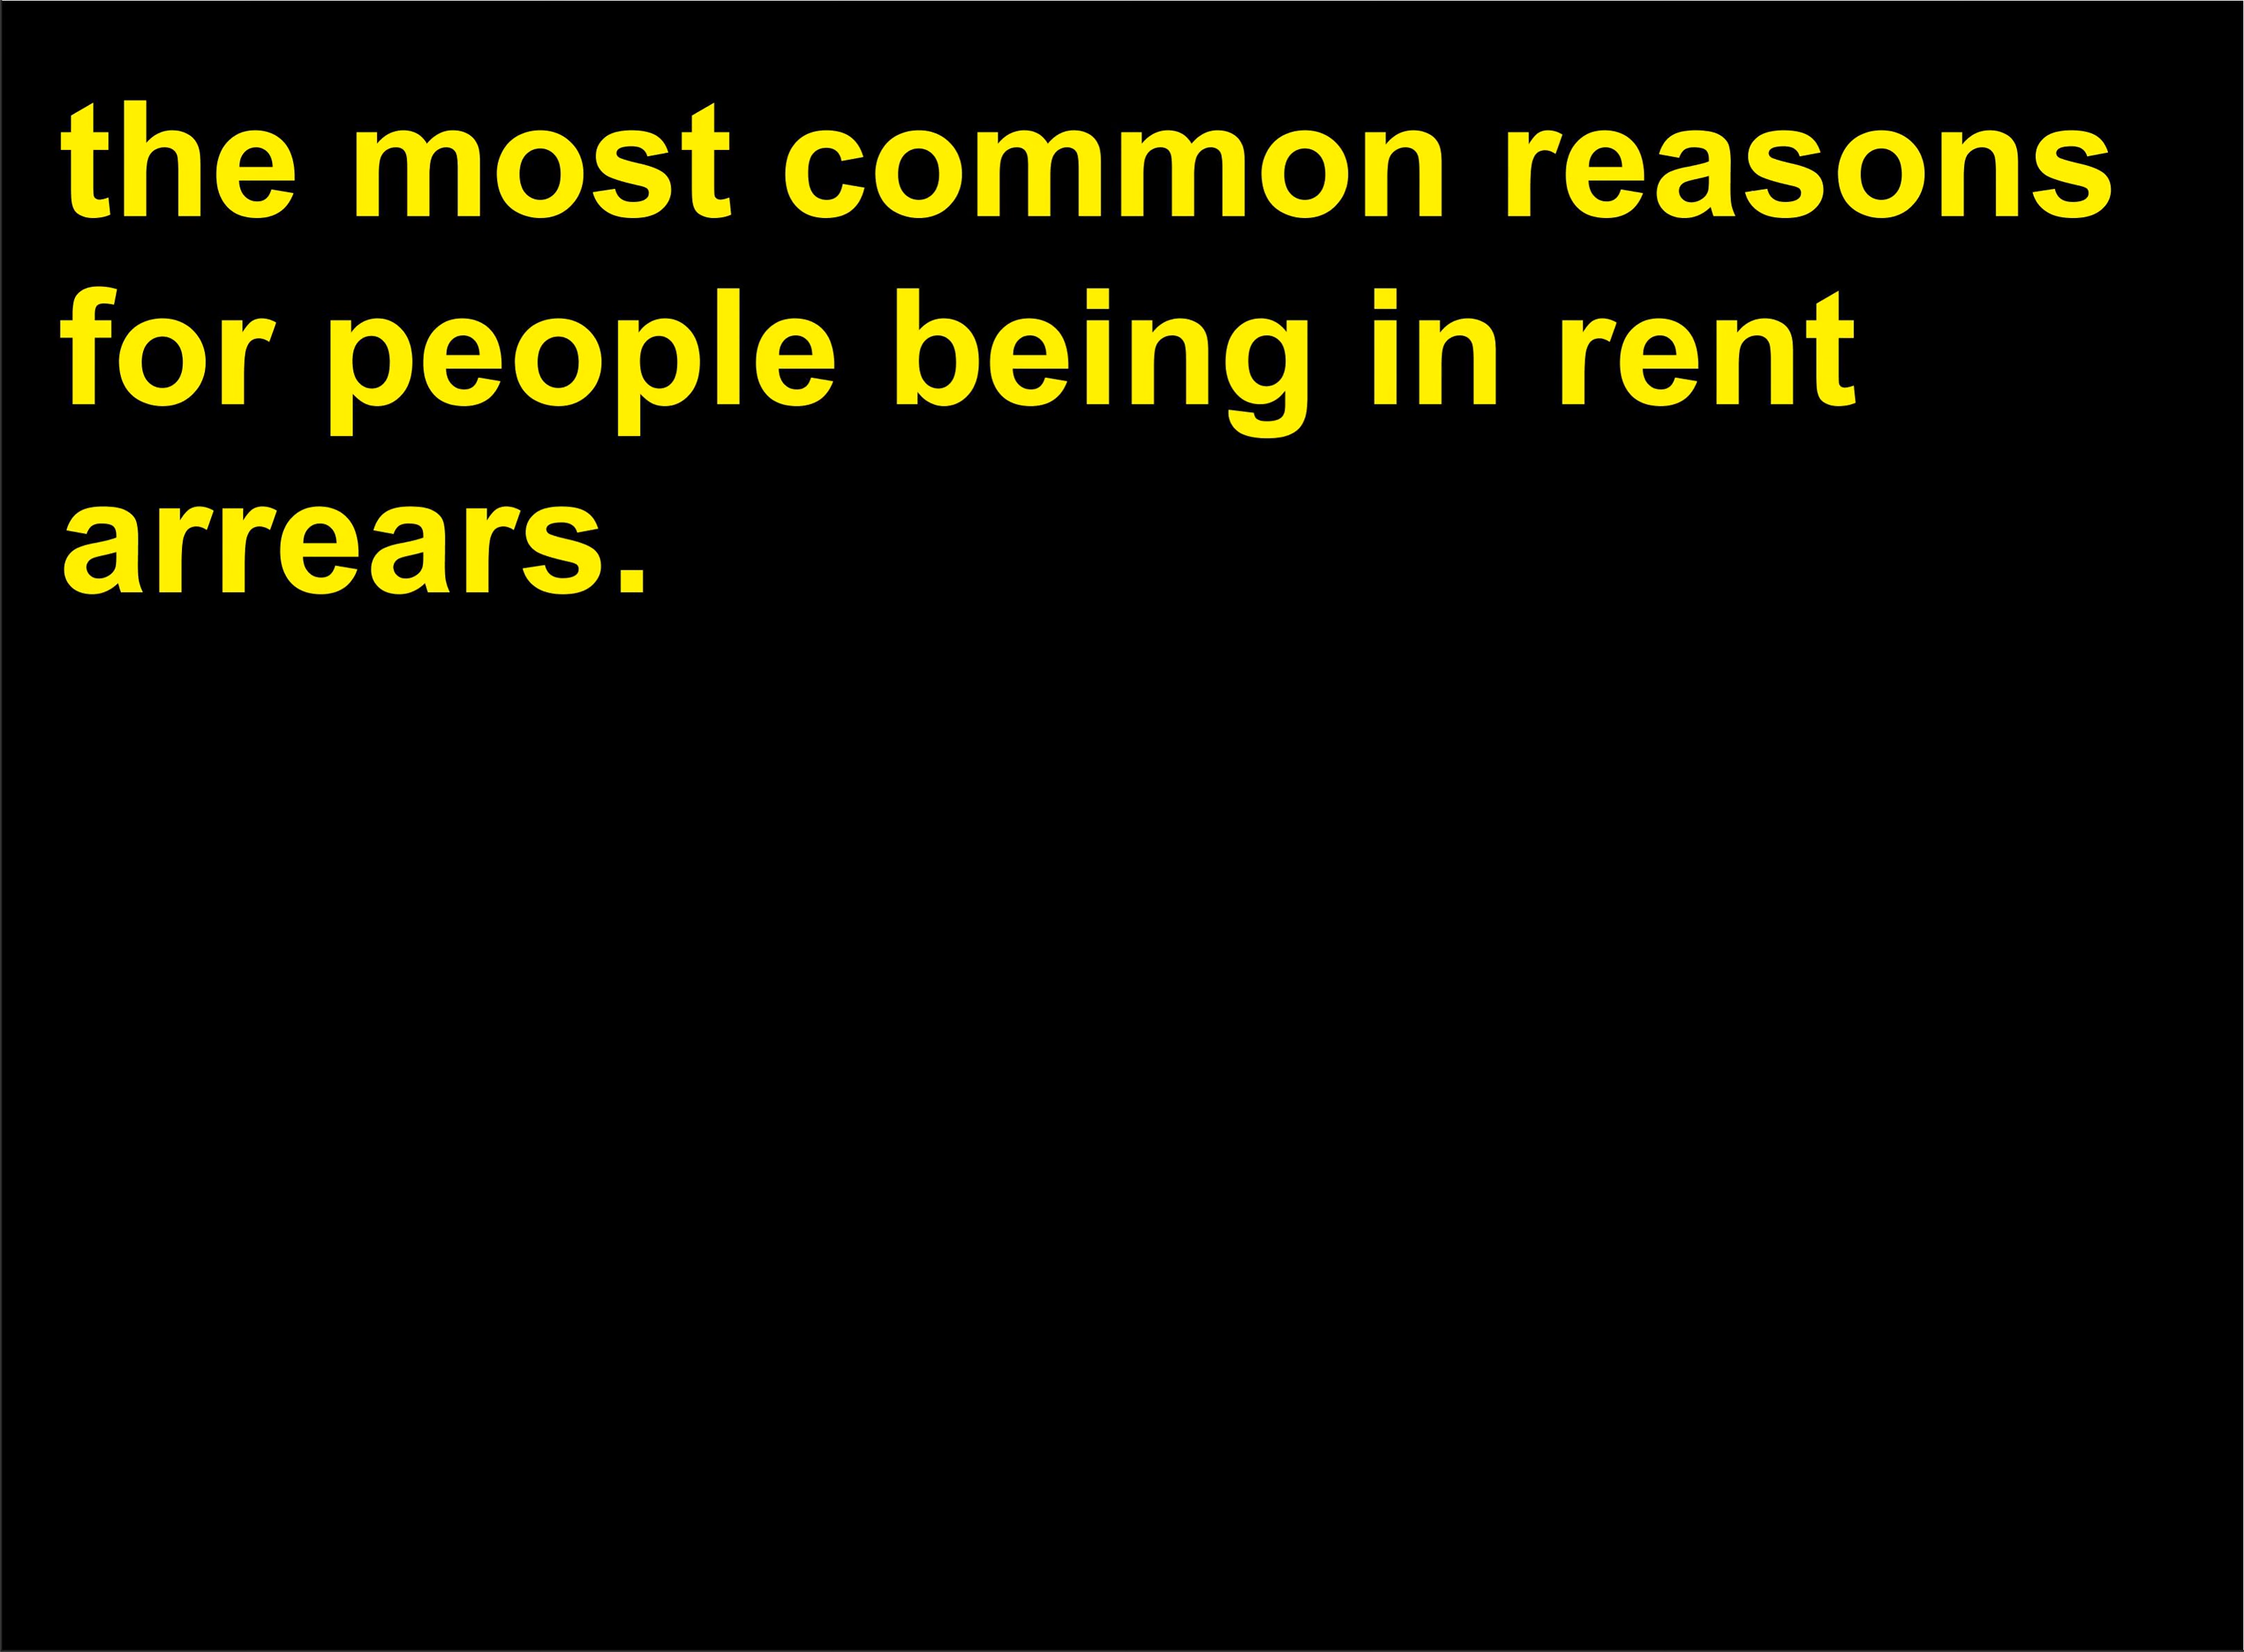 the most common reasons
for people being in rent
arrears.